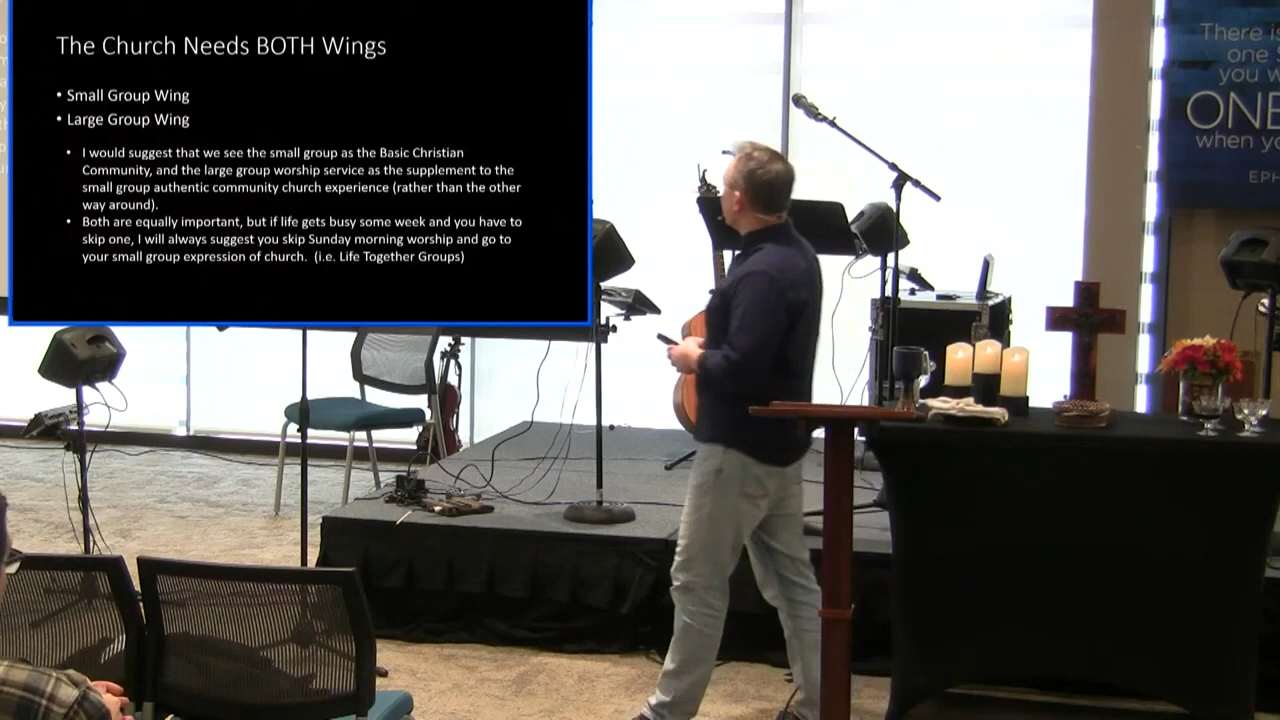 The Church Needs BOTH Wings
• Small Group Wing
• Large Group Wing
• I would suggest that we see the small group as the Basic Christian
Community, and the large group worship service as the supplement to the
small group authentic community church experience (rather than the other
way around).
• Both are equally important, but if life gets busy some week and you have to
skip one, I will always suggest you skip Sunday morning worship and go to
your small group expression of church.  (i.e. Life Together Groups)
There is
one
you w
ONE
when yo
EPH